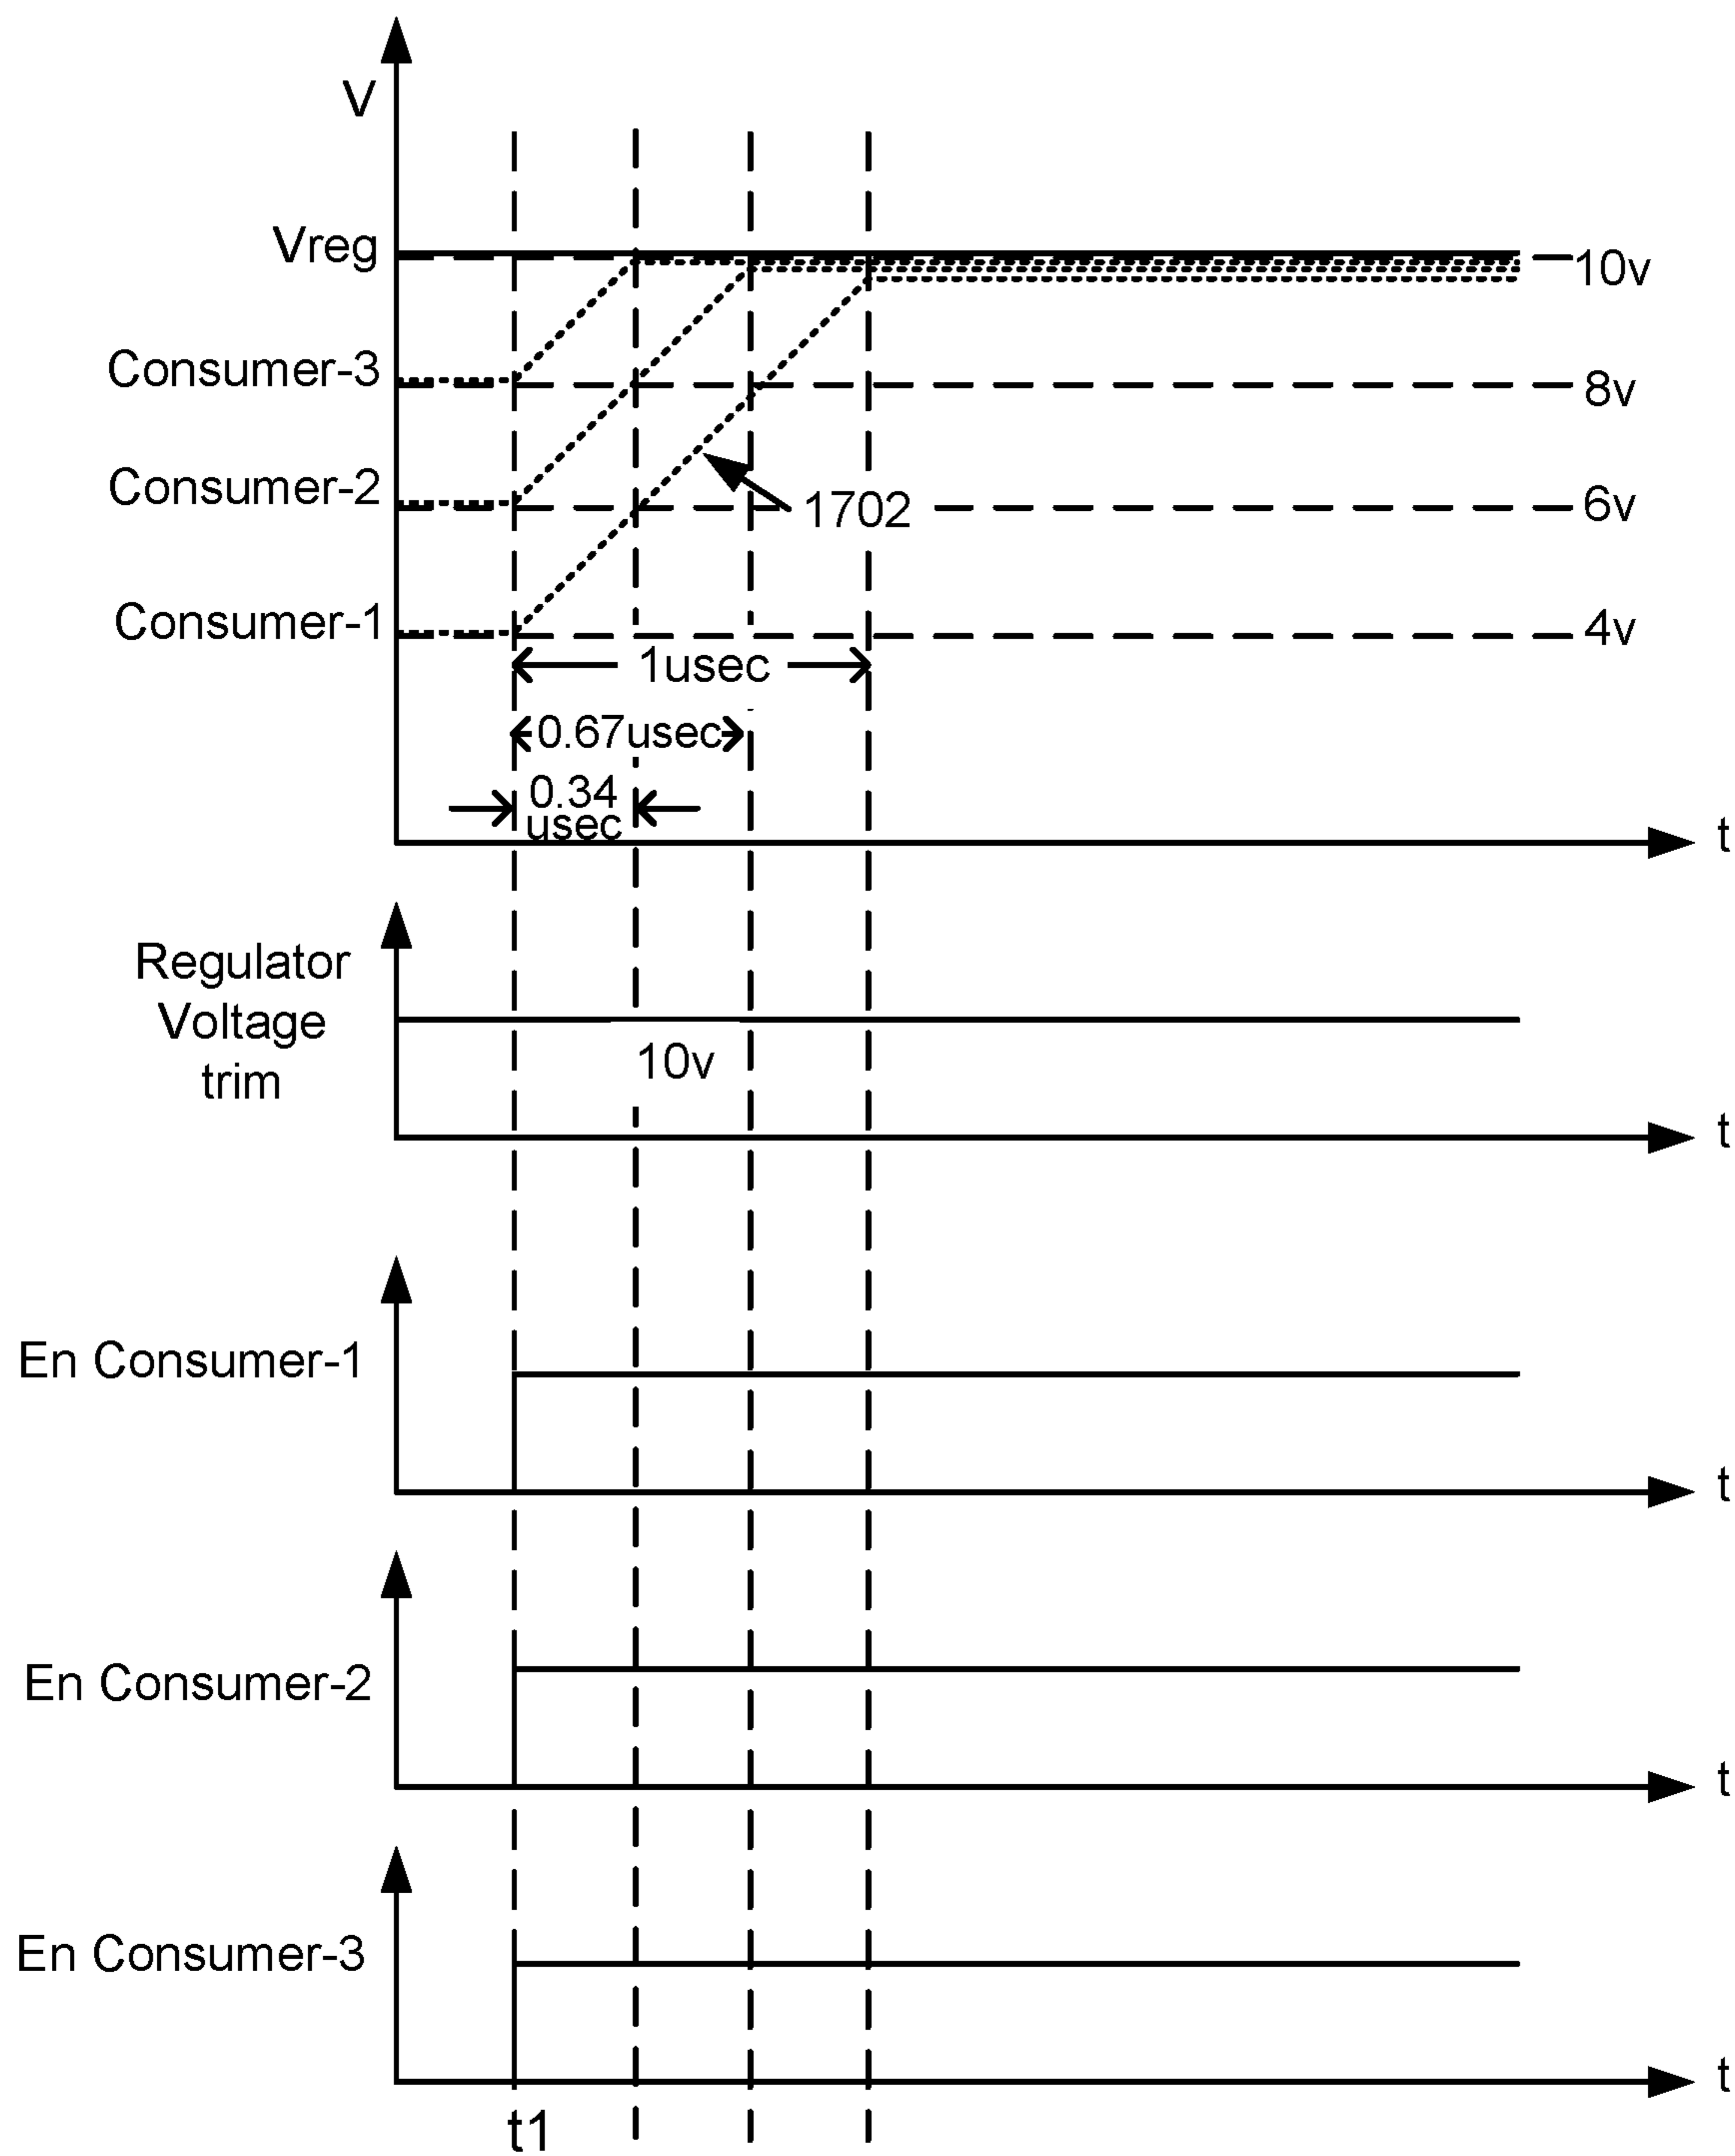 V
Vreg
10v
Consumer-3
8v
Consumer-2
6v
1702
Consumer-1
4v
1usec
0.67usec
0.34
usec
t
Regulator
Voltage
trim
10v
t
En Consumer-1
t
En Consumer-2
t
En Consumer-3
t
t1